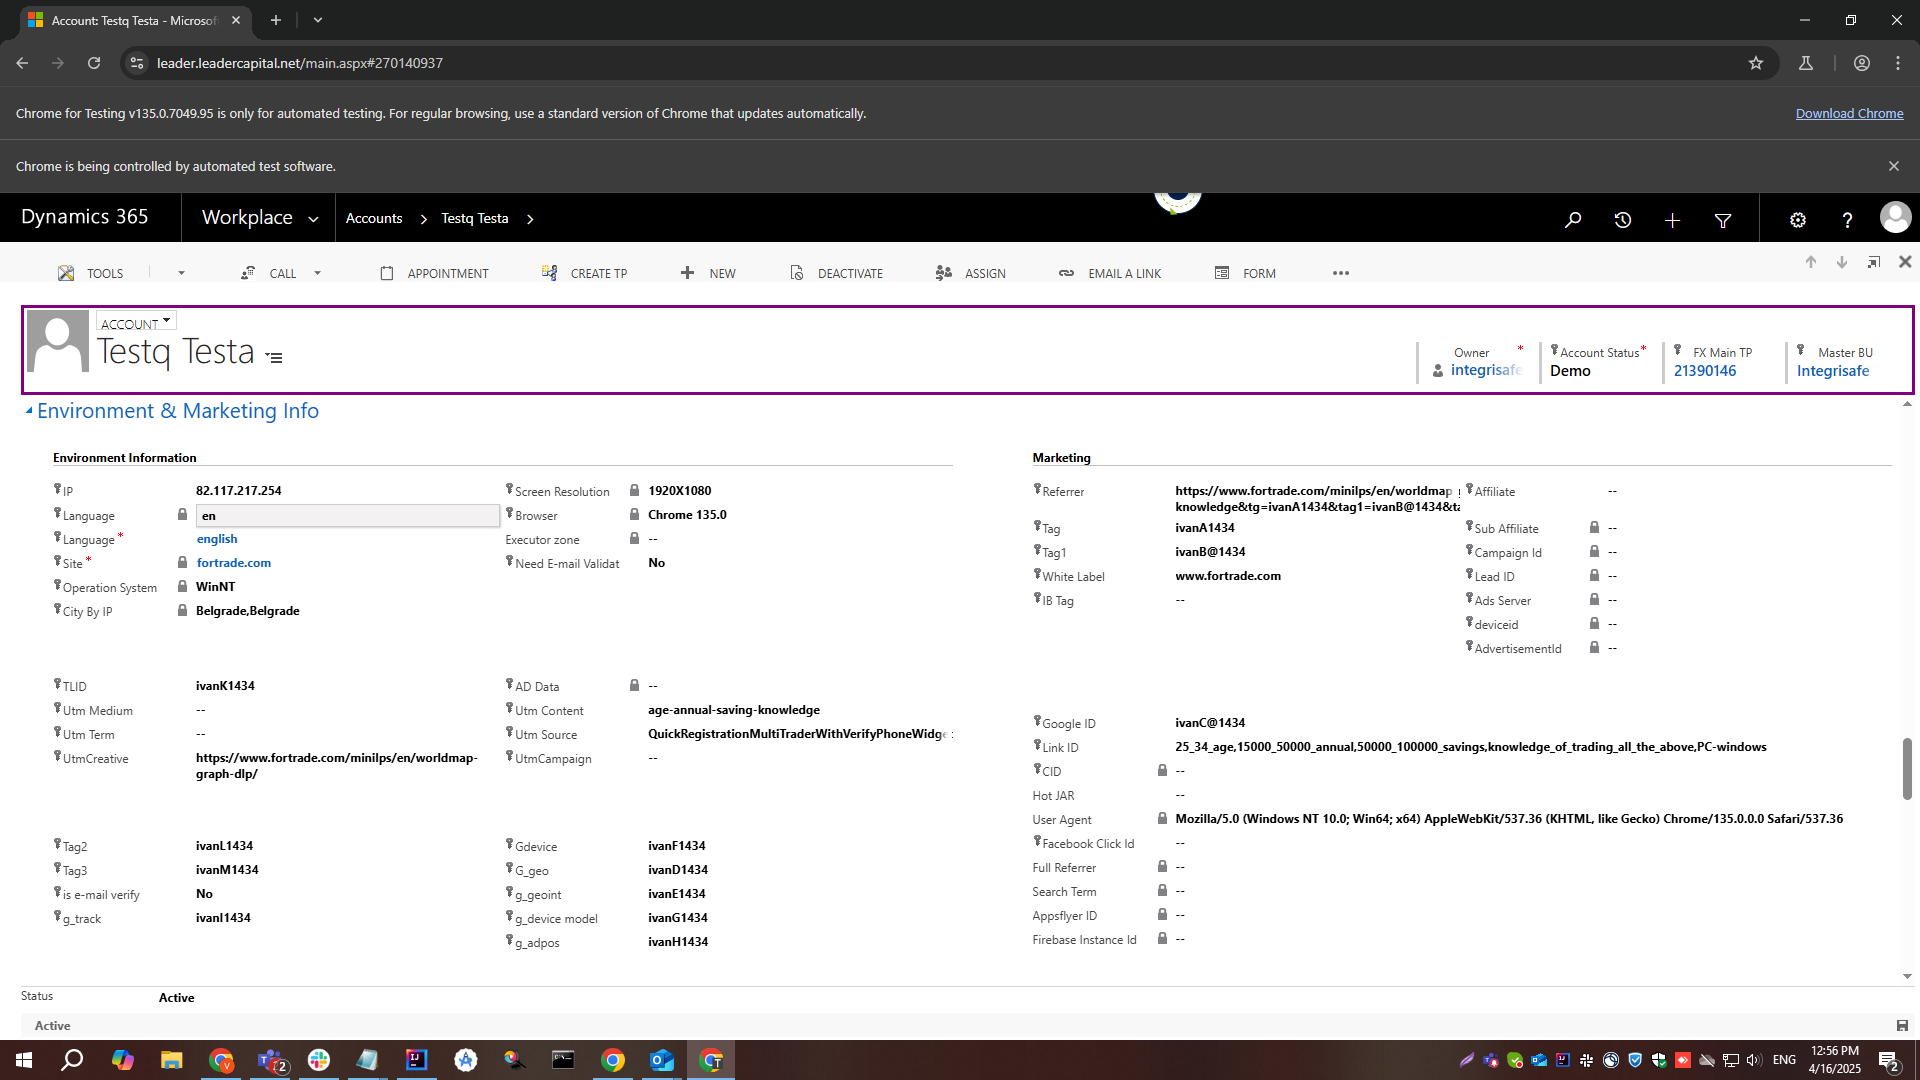 Account: Testq Testa - Microsof
leader.leadercapital.net/main.aspx#270140937
Chrome for Testing v135.0.7049.95 is only for automated testing. For regular browsing, use a standard version of Chrome that updates automatically.
Download Chrome
Chrome is being controlled by automated test software.
Dynamics 365
Workplace
Accounts
Testq Testa
TOOLS
CALL
APPOINTMENT
CREATE TP
NEW
DEACTIVATE
ASSIGN
EMAIL A LINK
FORM
ACCOUNT
Testq Testa
Owner *
integrisafe
Account Status *
Demo
FX Main TP
21390146
Master BU
Integrisafe
Environment & Marketing Info
Environment Information
IP 82.117.217.254
Language en
Language * english
Site * fortrade.com
Operation System WinNT
City By IP Belgrade,Belgrade
Screen Resolution 1920X1080
Browser Chrome 135.0
Executor zone --
Need E-mail Validat No
TLID ivanK1434
Utm Medium --
Utm Term --
UtmCreative https://www.fortrade.com/minilps/en/worldmap-
graph-dlp/
AD Data --
Utm Content age-annual-saving-knowledge
Utm Source QuickRegistrationMultiTraderWithVerifyPhoneWidge
UtmCampaign --
Tag2 ivanL1434
Tag3 ivanM1434
is e-mail verify No
g_track ivanI1434
Gdevice ivanF1434
G_geo ivanD1434
g_geoint ivanE1434
g_device model ivanG1434
g_adpos ivanH1434
Marketing
Referrer https://www.fortrade.com/minilps/en/worldmap
knowledge&tg=ivanA1434&tag1=ivanB@1434&ta
Tag ivanA1434
Tag1 ivanB@1434
White Label www.fortrade.com
IB Tag --
Affiliate --
Sub Affiliate --
Campaign Id --
Lead ID --
Ads Server --
deviceid --
AdvertisementId --
Google ID ivanC@1434
Link ID 25_34_age,15000_50000_annual,50000_100000_savings,knowledge_of_trading_all_the_above,PC-windows
CID --
Hot JAR --
User Agent Mozilla/5.0 (Windows NT 10.0; Win64; x64) AppleWebKit/537.36 (KHTML, like Gecko) Chrome/135.0.0.0 Safari/537.36
Facebook Click Id --
Full Referrer --
Search Term --
Appsflyer ID --
Firebase Instance Id --
Status Active
Active
ENG
12:56 PM
4/16/2025
2
2